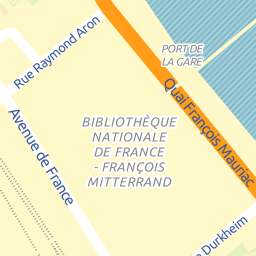 Rue Raymond Aron
PORT DE
LA GARE
Quai François Mauriac
Avenue de France
BIBLIOTHÈQUE
NATIONALE
DE FRANCE
- FRANÇOIS
MITTERRAND
Durkheim